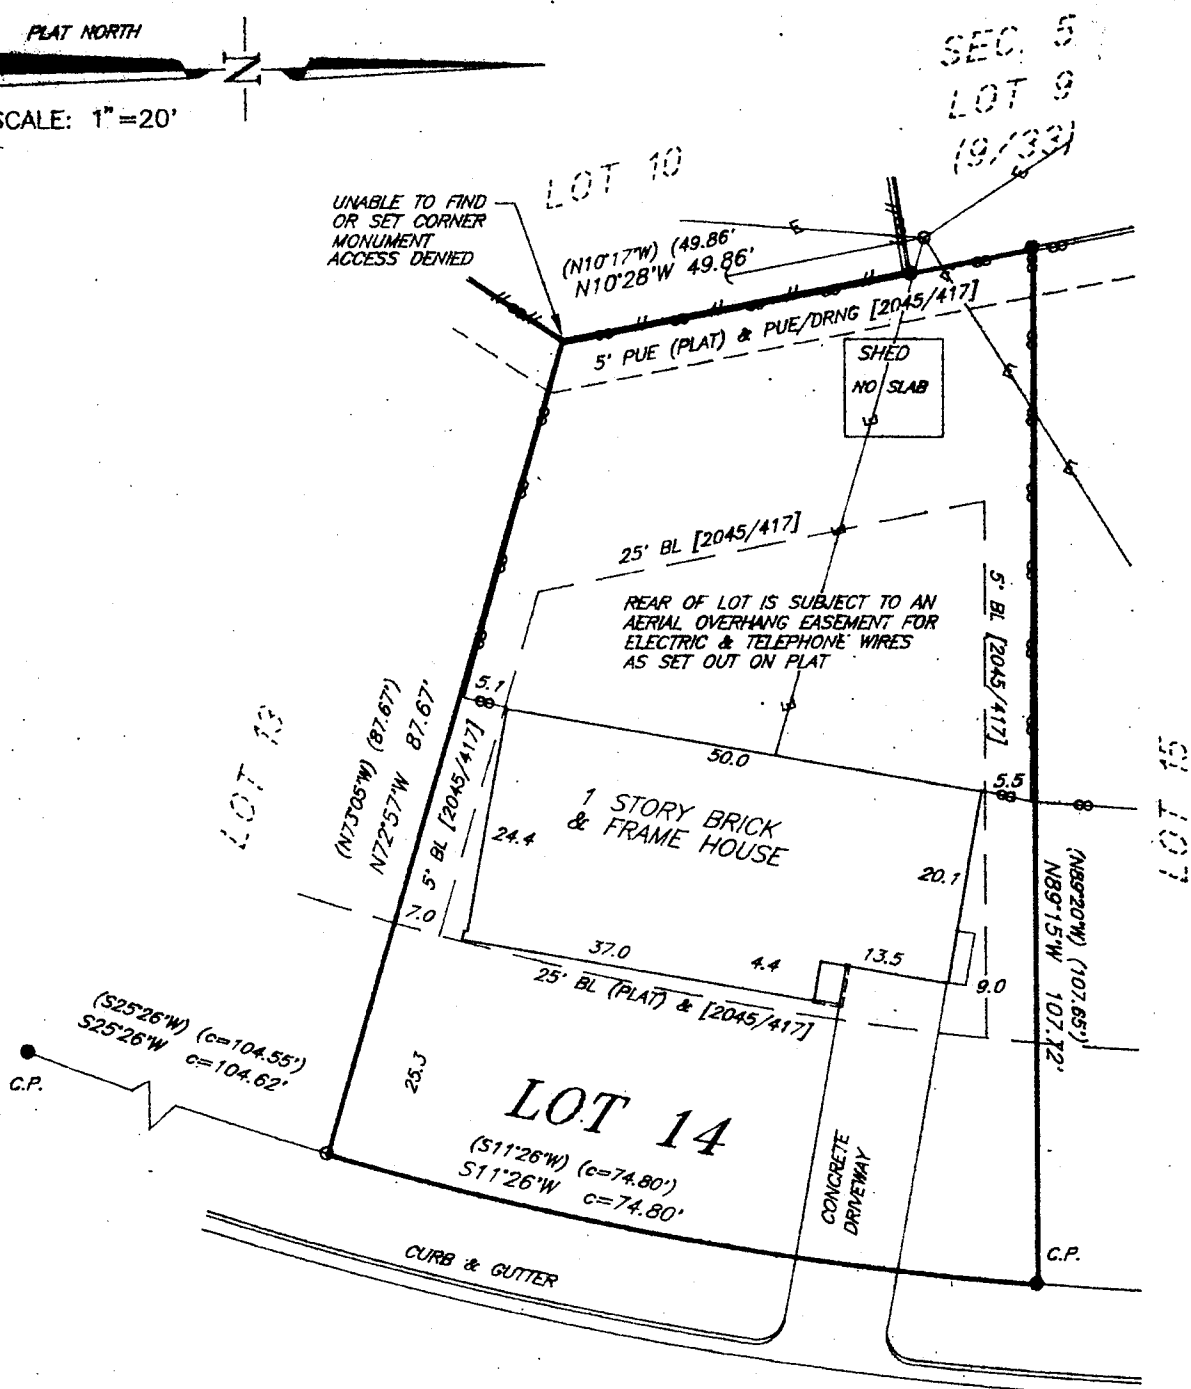 PLAT NORTH
N
SCALE: 1"=20'
SEC. 5
LOT 9
(9/33)
LOT 10
UNABLE TO FIND
OR SET CORNER
MONUMENT
ACCESS DENIED
(N10°17'W) (49.86'
N10°28'W 49.86'
5' PUE (PLAT) & PUE/DRNG [2045/417]
SHED
NO SLAB
25' BL [2045/417]
REAR OF LOT IS SUBJECT TO AN
AERIAL OVERHANG EASEMENT FOR
ELECTRIC & TELEPHONE WIRES
AS SET OUT ON PLAT
5' BL [2045/417]
LOT 13
(N73°05'W) (87.67')
N72°57'W 87.67'
5' BL [2045/417]
5.1
50.0
5.5
1 STORY BRICK
& FRAME HOUSE
24.4
20.1
LOT 15
(N89°20'W) (107.65')
N89°15'W 107.72'
7.0
37.0
4.4
13.5
9.0
25' BL (PLAT) & [2045/417]
(S25°26'W) (c=104.55')
S25°26'W c=104.62'
C.P.
25.3
LOT 14
(S11°26'W) (c=74.80')
S11°26'W c=74.80'
CONCRETE
DRIVEWAY
C.P.
CURB & GUTTER
E
E
E
E
E
E
E